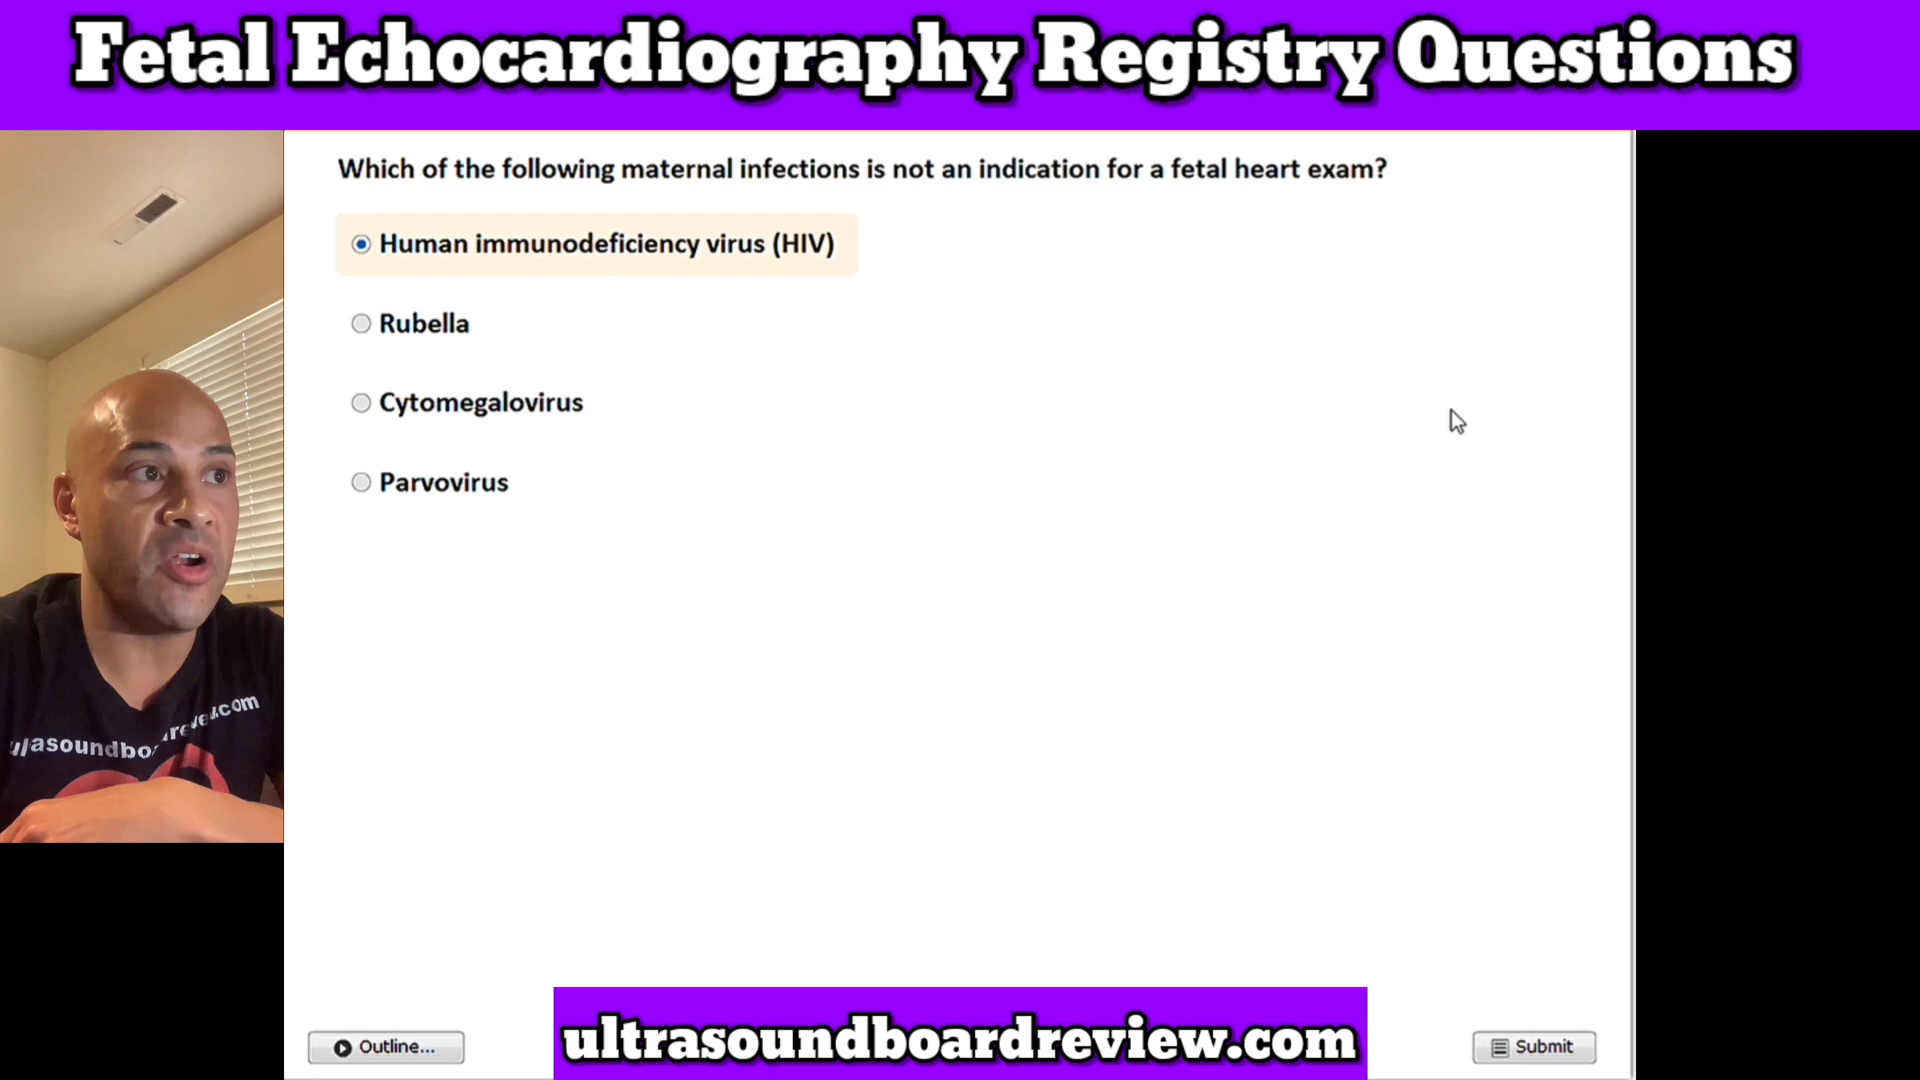 Fetal Echocardiography Registry Questions
Which of the following maternal infections is not an indication for a fetal heart exam?
Human immunodeficiency virus (HIV)
Rubella
Cytomegalovirus
Parvovirus
Outline...
ultrasoundboardreview.com
Submit